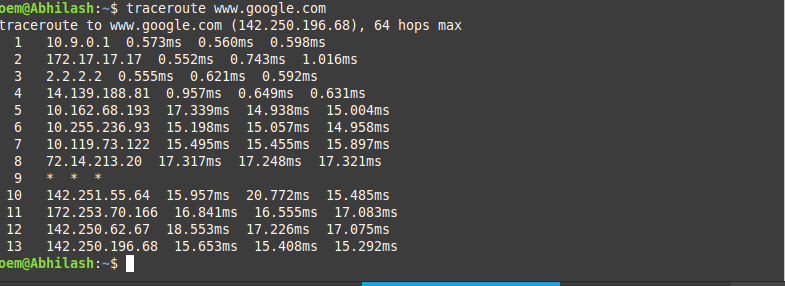 oem@Abhilash:~$ traceroute www.google.com
traceroute to www.google.com (142.250.196.68), 64 hops max
1 10.9.0.1 0.573ms 0.560ms 0.598ms
2 172.17.17.17 0.552ms 0.743ms 1.016ms
3 2.2.2.2 0.555ms 0.621ms 0.592ms
4 14.139.188.81 0.957ms 0.649ms 0.631ms
5 10.162.68.193 17.339ms 14.938ms 15.004ms
6 10.255.236.93 15.198ms 15.057ms 14.958ms
7 10.119.73.122 15.495ms 15.455ms 15.897ms
8 72.14.213.20 17.317ms 17.248ms 17.321ms
9 * * *
10 142.251.55.64 15.957ms 20.772ms 15.485ms
11 172.253.70.166 16.841ms 16.555ms 17.083ms
12 142.250.62.67 18.553ms 17.226ms 17.075ms
13 142.250.196.68 15.653ms 15.408ms 15.292ms
oem@Abhilash:~$